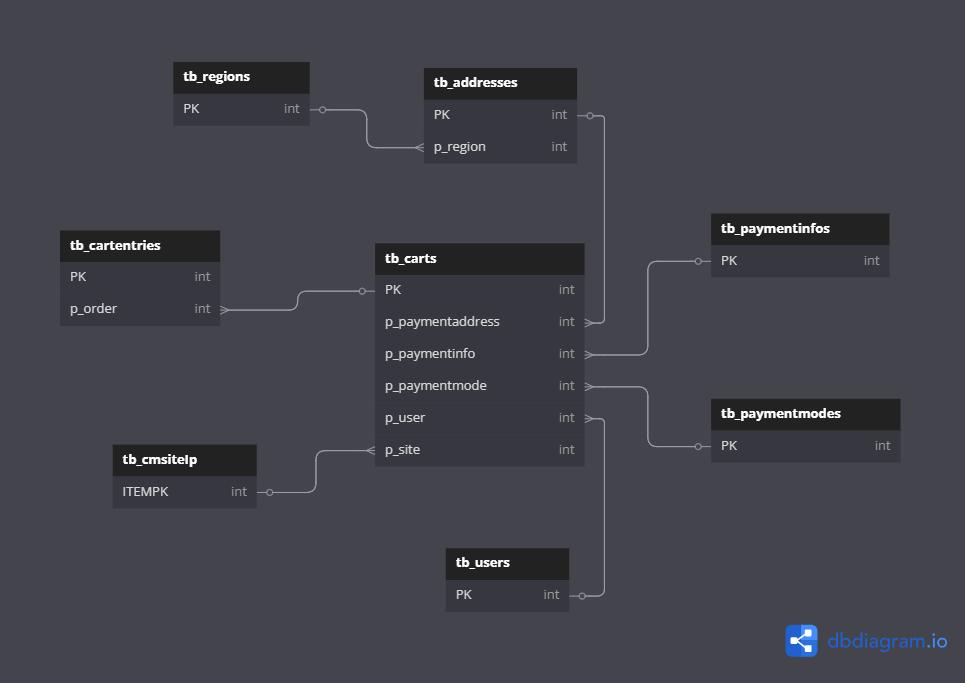 tb_regions
PK int
tb_addresses
PK int
p_region int
tb_cartentries
PK int
p_order int
tb_carts
PK int
p_paymentaddress int
p_paymentinfo int
p_paymentmode int
p_user int
p_site int
tb_paymentinfos
PK int
tb_paymentmodes
PK int
tb_cmsitelp
ITEMPK int
tb_users
PK int
dbdiagram.io